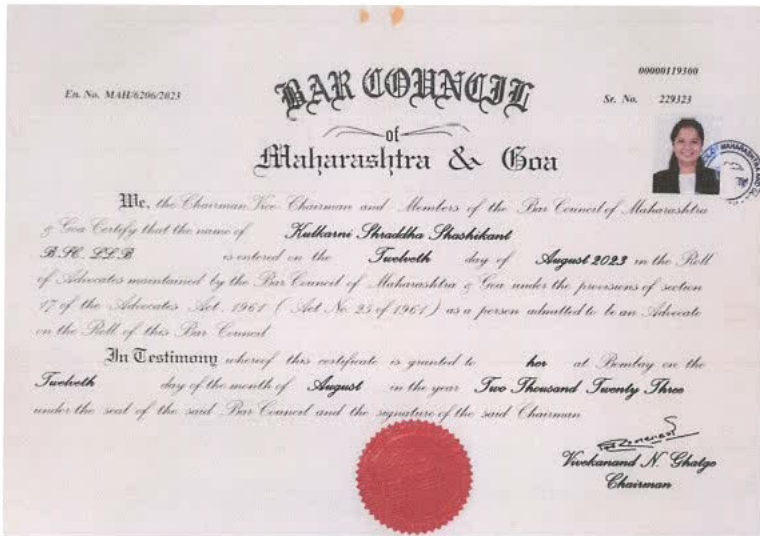 00000119300
En. No. MAH/6206/2023
Sr. No. 229323
BAR COUNCIL
of
Maharashtra & Goa
We, the Chairman Vice Chairman and Members of the Bar Council of Maharashtra
& Goa Certify that the name of Kulkarni Shraddha Shashikant
B.SC. LLB is entered on the Twelveth day of August 2023 in the Roll
of Advocates maintained by the Bar Council of Maharashtra & Goa under the provisions of section
17 of the Advocates Act, 1961 ( Act No. 25 of 1961 ) as a person admitted to be an Advocate
on the Roll of this Bar Council
In Testimony whereof this certificate is granted to her at Bombay on the
Twelveth day of the month of August in the year Two Thousand Twenty Three
under the seal of the said Bar Council and the signature of the said Chairman
Vivekanand N. Ghatge
Chairman